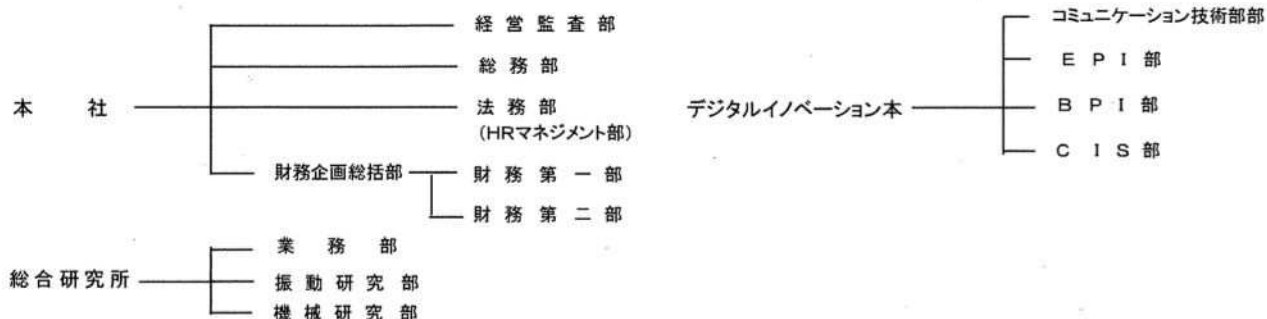 本社
経営監査部
総務部
法務部
(HRマネジメント部)
財務企画総括部
財務第一部
財務第二部
総合研究所
業務部
振動研究部
機械研究部
デジタルイノベーション本
コミュニケーション技術部部
EPI部
BPI部
CIS部